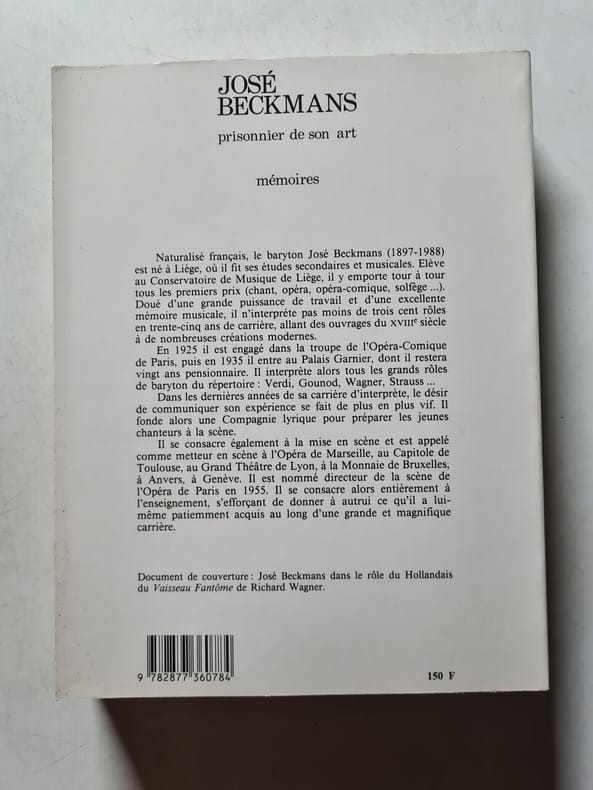 JOSÉ
BECKMANS
prisonnier de son art
mémoires
Naturalisé français, le baryton José Beckmans (1897-1988)
est né à Liège, où il fit ses études secondaires et musicales. Elève
au Conservatoire de Musique de Liège, il y emporte tour à tour
tous les premiers prix (chant, opéra, opéra-comique, solfège ...).
Doué d'une grande puissance de travail et d'une excellente
mémoire musicale, il n'interpréte pas moins de trois cent rôles
en trente-cinq ans de carrière, allant des ouvrages du XVIIIe siècle
à de nombreuses créations modernes.
En 1925 il est engagé dans la troupe de l'Opéra-Comique
de Paris, puis en 1935 il entre au Palais Garnier, dont il restera
vingt ans pensionnaire. Il interprète alors tous les grands rôles
de baryton du répertoire : Verdi, Gounod, Wagner, Strauss ...
Dans les dernières années de sa carrière d'interprète, le désir
de communiquer son expérience se fait de plus en plus vif. Il
fonde alors une Compagnie lyrique pour préparer les jeunes
chanteurs à la scène.
Il se consacre également à la mise en scène et est appelé
comme metteur en scène à l'Opéra de Marseille, au Capitole de
Toulouse, au Grand Théâtre de Lyon, à la Monnaie de Bruxelles,
à Anvers, à Genève. Il est nommé directeur de la scène de
l'Opéra de Paris en 1955. Il se consacre alors entièrement à
l'enseignement, s'efforçant de donner à autrui ce qu'il a lui-
même patiemment acquis au long d'une grande et magnifique
carrière.
Document de couverture : José Beckmans dans le rôle du Hollandais
du Vaisseau Fantôme de Richard Wagner.
9 782877 360784
150 F